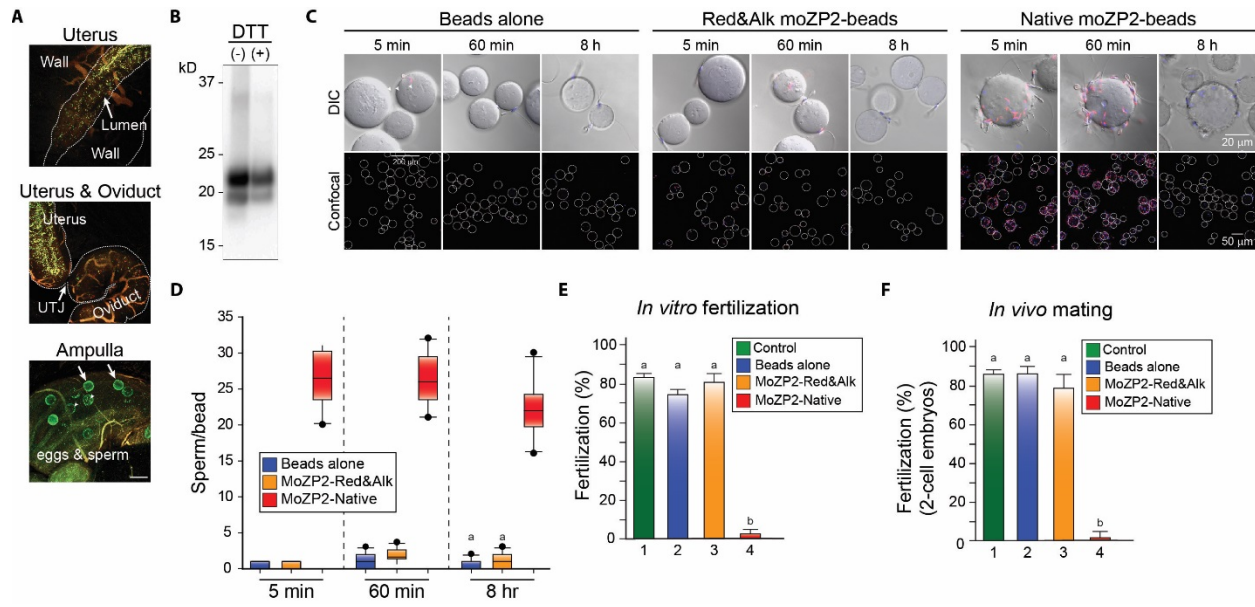 A
Uterus
Wall
Lumen
Wall
Uterus & Oviduct
Uterus
UTJ
Oviduct
Ampulla
eggs & sperm
B
DTT
(-) (+)
kD
37
25
20
15
C
Beads alone
Red&Alk moZP2-beads
Native moZP2-beads
5 min 60 min 8 h
5 min 60 min 8 h
5 min 60 min 8 h
DIC
20 µm
Confocal
200 µm
50 µm
D
Sperm/bead
35
30
25
20
15
10
5
0
Beads alone
MoZP2-Red&Alk
MoZP2-Native
a a
5 min 60 min 8 hr
E
In vitro fertilization
Fertilization (%)
100
80
60
40
20
0
Control
Beads alone
MoZP2-Red&Alk
MoZP2-Native
a a a b
1 2 3 4
F
In vivo mating
Fertilization (%)
(2-cell embryos)
100
80
60
40
20
0
Control
Beads alone
MoZP2-Red&Alk
MoZP2-Native
a a a b
1 2 3 4